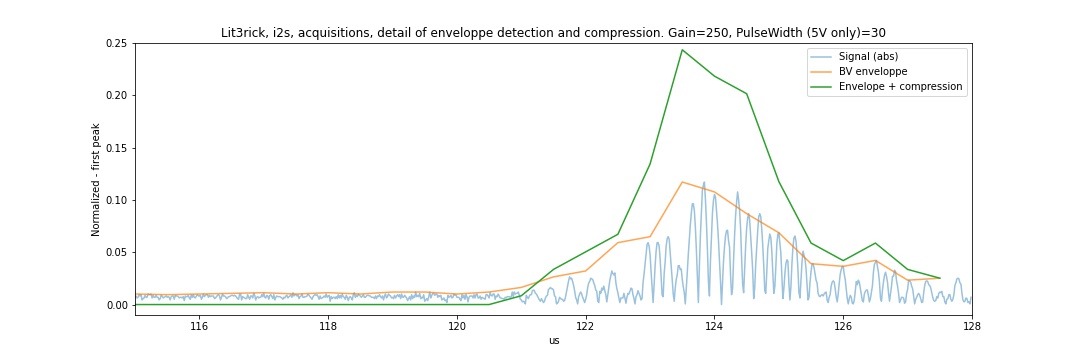 Lit3rick, i2s, acquisitions, detail of enveloppe detection and compression. Gain=250, PulseWidth (5V only)=30
Signal (abs)
BV enveloppe
Envelope + compression
Normalized - first peak
0.25
0.20
0.15
0.10
0.05
0.00
116 118 120 122 124 126 128
us